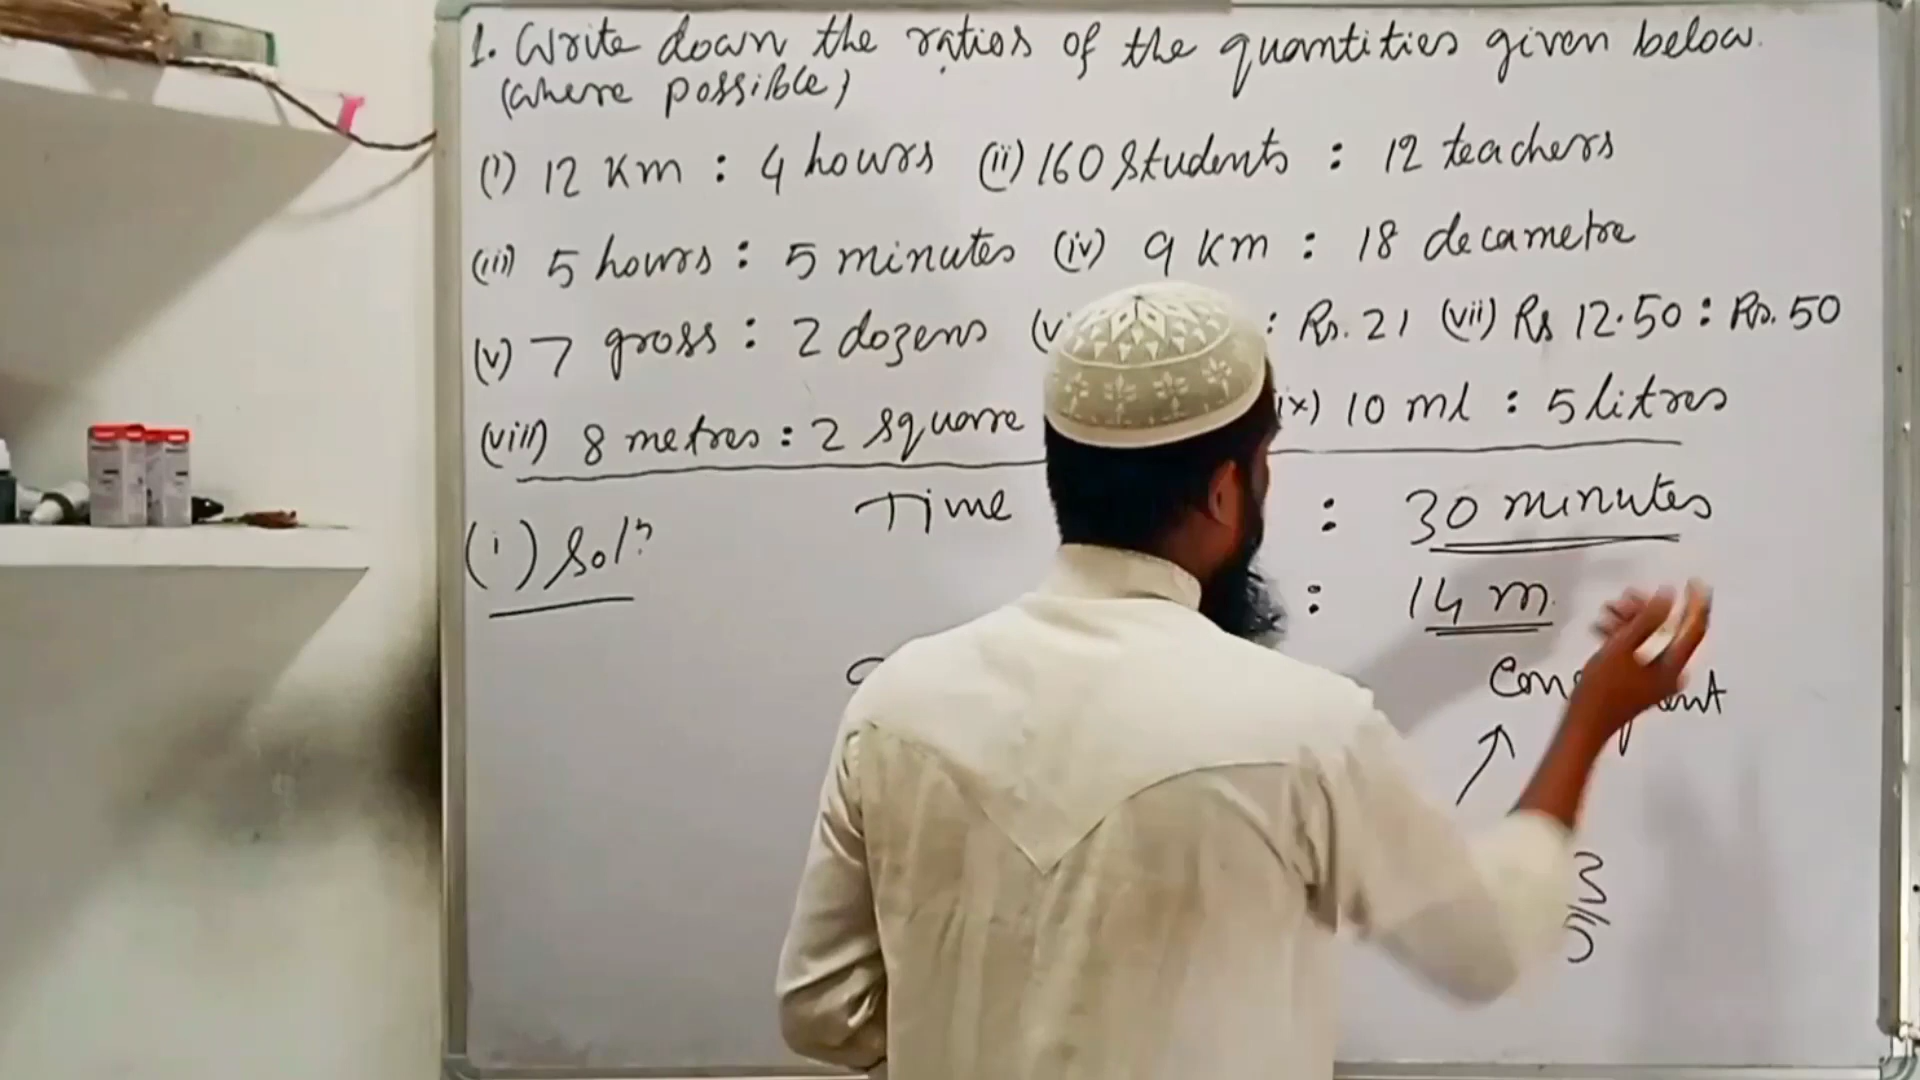 1. Write down the ratios of the quantities given below.
(where possible)
(i) 12 Km : 4 hours (ii) 160 Students : 12 teachers
(iii) 5 hours : 5 minutes (iv) 9 Km : 18 decametre
(v) 7 gross : 2 dozens : Rs. 21 (vii) Rs 12.50 : Rs. 50
(viii) 8 metres : 2 square (ix) 10 ml : 5 litres
(i) Sol? Time : 30 minutes
: 14 m